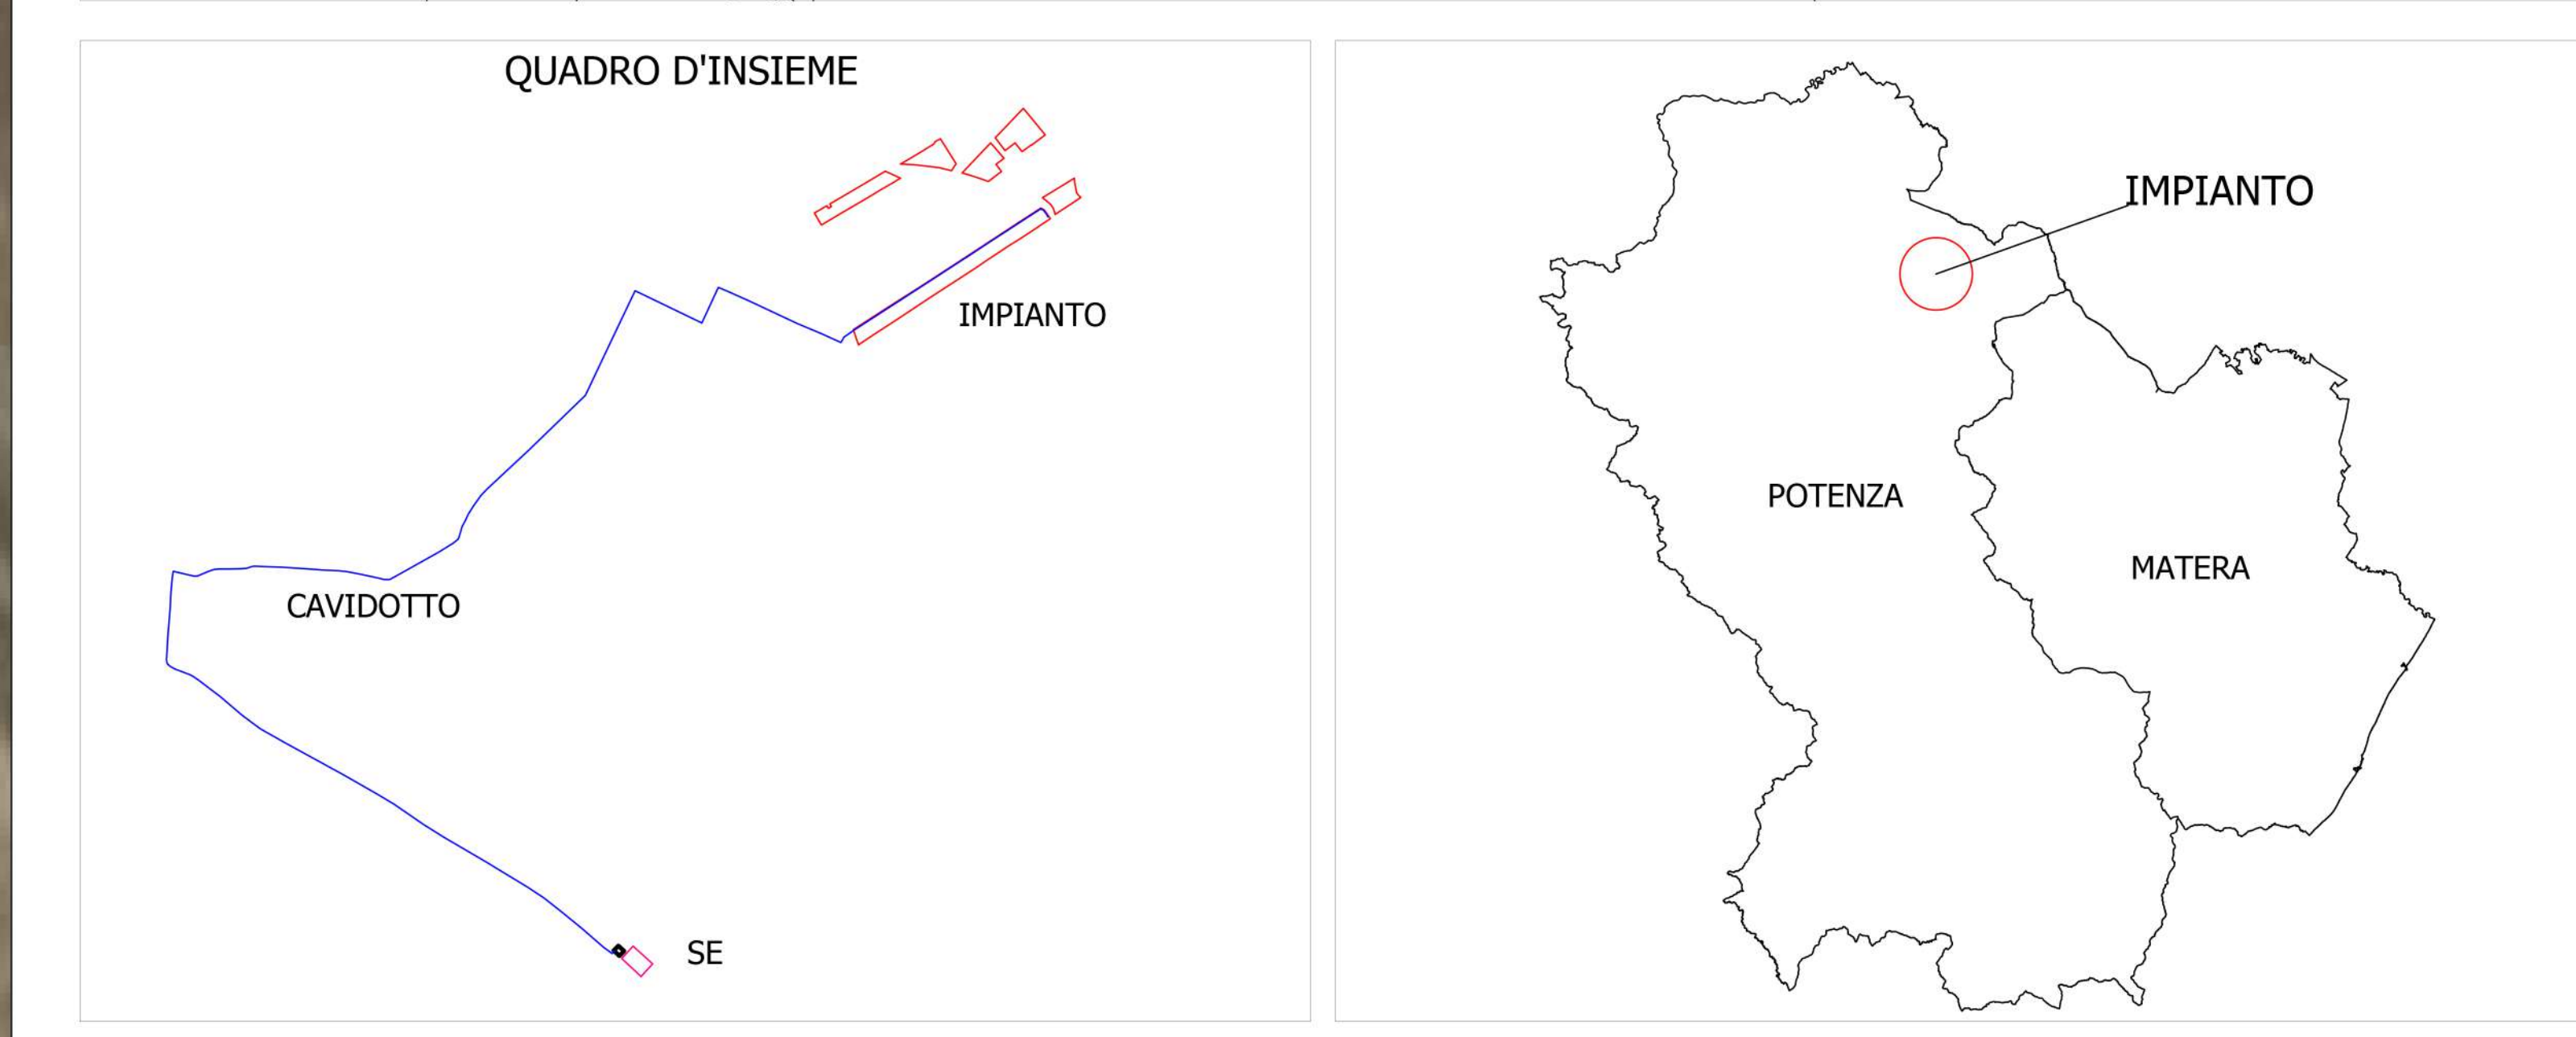 QUADRO D'INSIEME
IMPIANTO
CAVIDOTTO
SE
IMPIANTO
POTENZA
MATERA